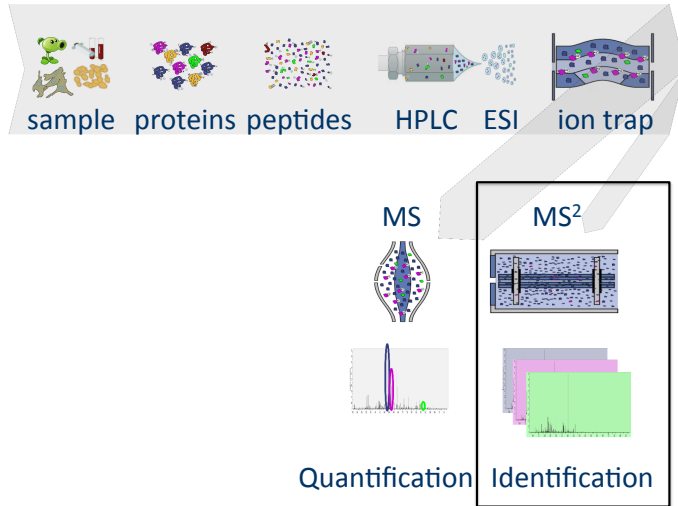 sample proteins peptides HPLC ESI ion trap
MS MS²
Quantification Identification